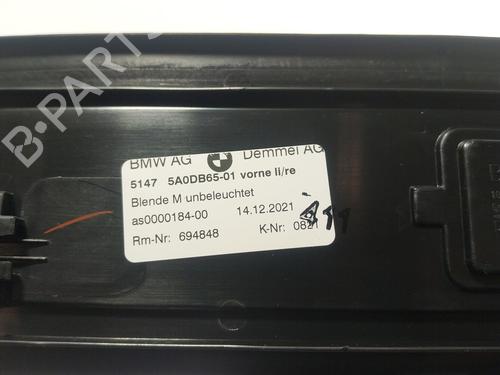 B-PARTS
BMW AG Demmel AG
5147 5A0DB65-01 vorne li/re
Blende M unbeleuchtet
as0000184-00 14.12.2021
Rm-Nr: 694848 K-Nr: 0821